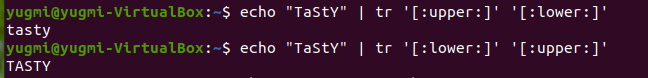 yugmi@yugmi-VirtualBox:~$ echo "TaStY" | tr '[:upper:]' '[:lower:]'
tasty
yugmi@yugmi-VirtualBox:~$ echo "TaStY" | tr '[:lower:]' '[:upper:]'
TASTY